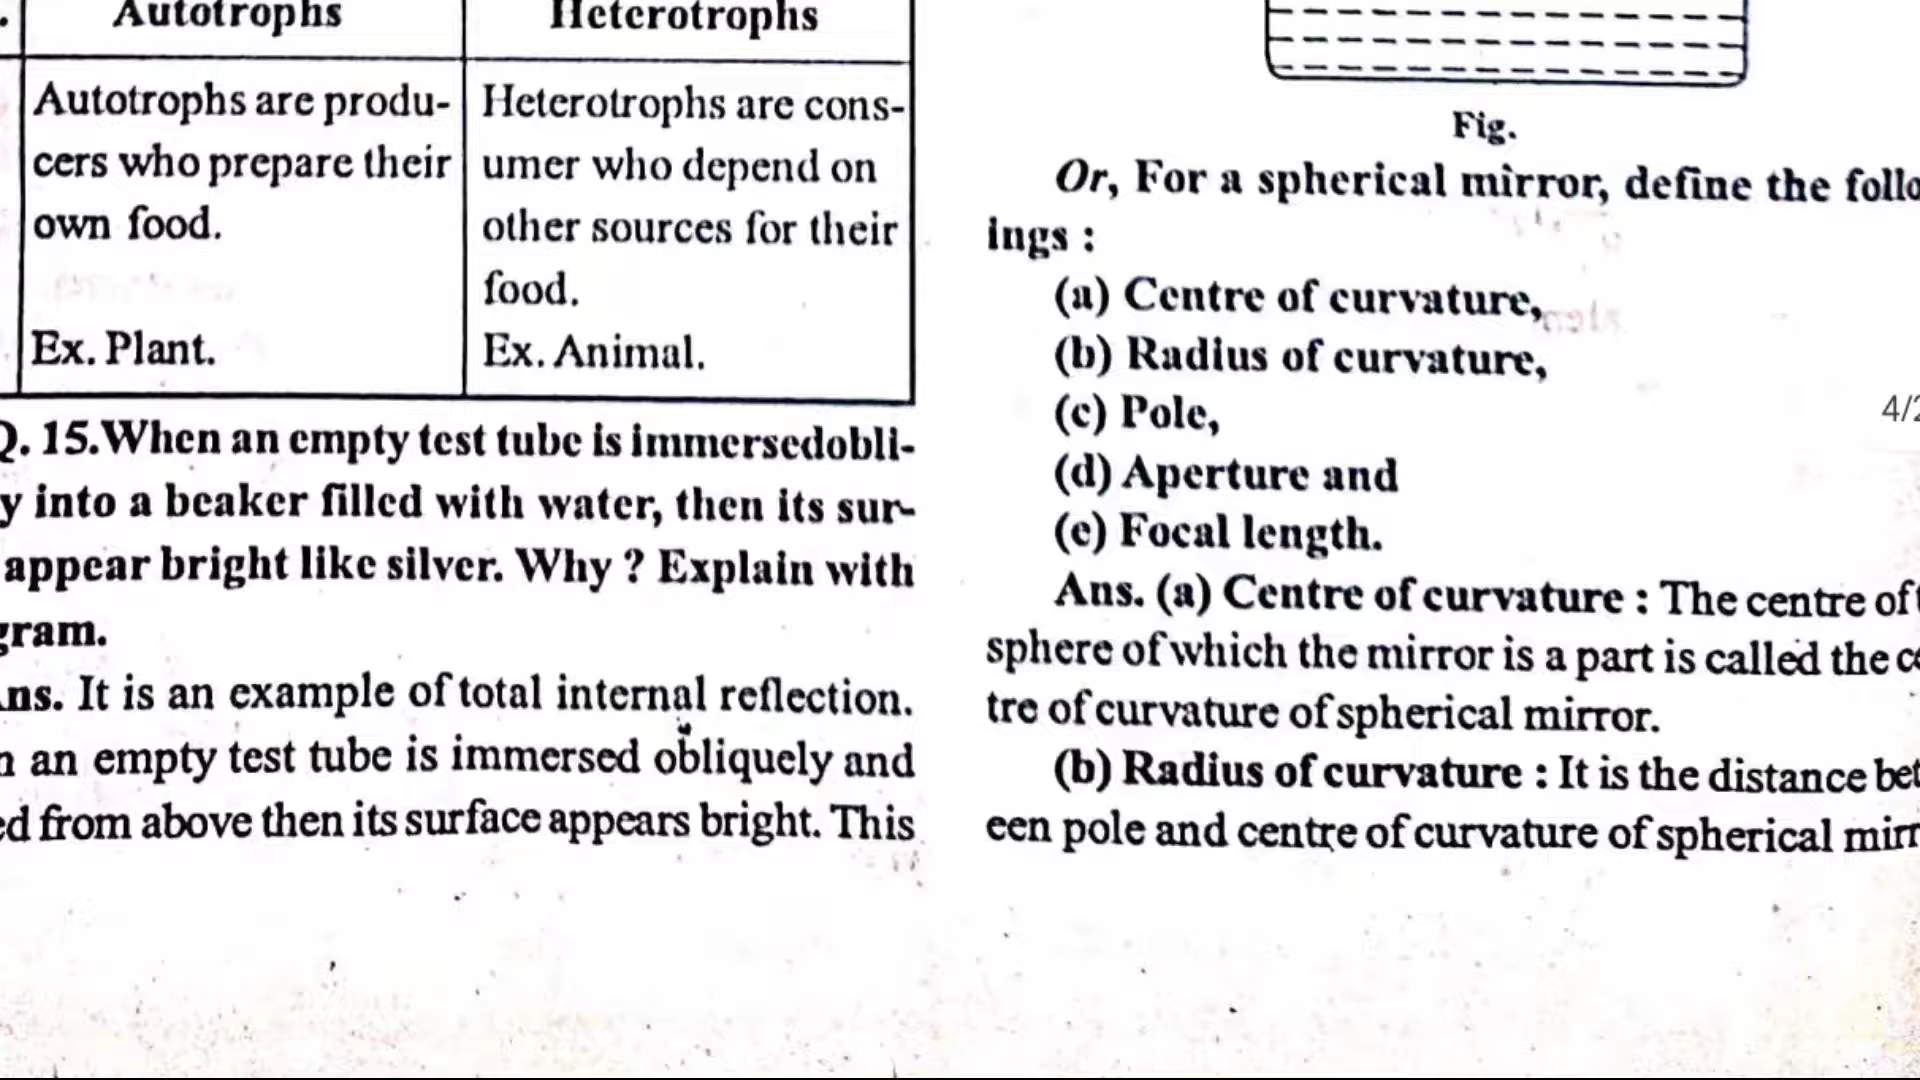 Autotrophs
Heterotrophs
Autotrophs are produ-
cers who prepare their
own food.
Ex. Plant.
Heterotrophs are cons-
umer who depend on
other sources for their
food.
Ex. Animal.
Q. 15.When an empty test tube is immersedobli-
y into a beaker filled with water, then its sur-
appear bright like silver. Why ? Explain with
gram.
ns. It is an example of total internal reflection.
n an empty test tube is immersed obliquely and
ed from above then its surface appears bright. This
Fig.
Or, For a spherical mirror, define the follo
ings :
(a) Centre of curvature,
(b) Radius of curvature,
(c) Pole,
(d) Aperture and
(e) Focal length.
Ans. (a) Centre of curvature : The centre of
sphere of which the mirror is a part is called the ce
tre of curvature of spherical mirror.
(b) Radius of curvature : It is the distance bet
een pole and centre of curvature of spherical mirr
4/2